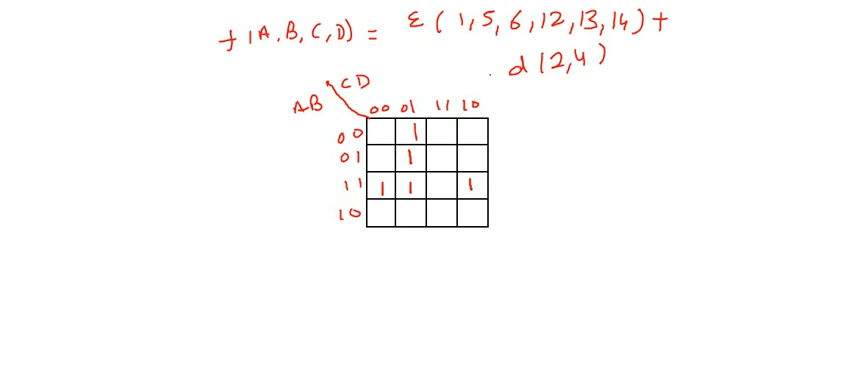 f(A,B,C,D) = Σ(1,5,6,12,13,14)+
d(2,4)
CD
AB
00 01 11 10
00 1
01 1
11 1 1 1
10